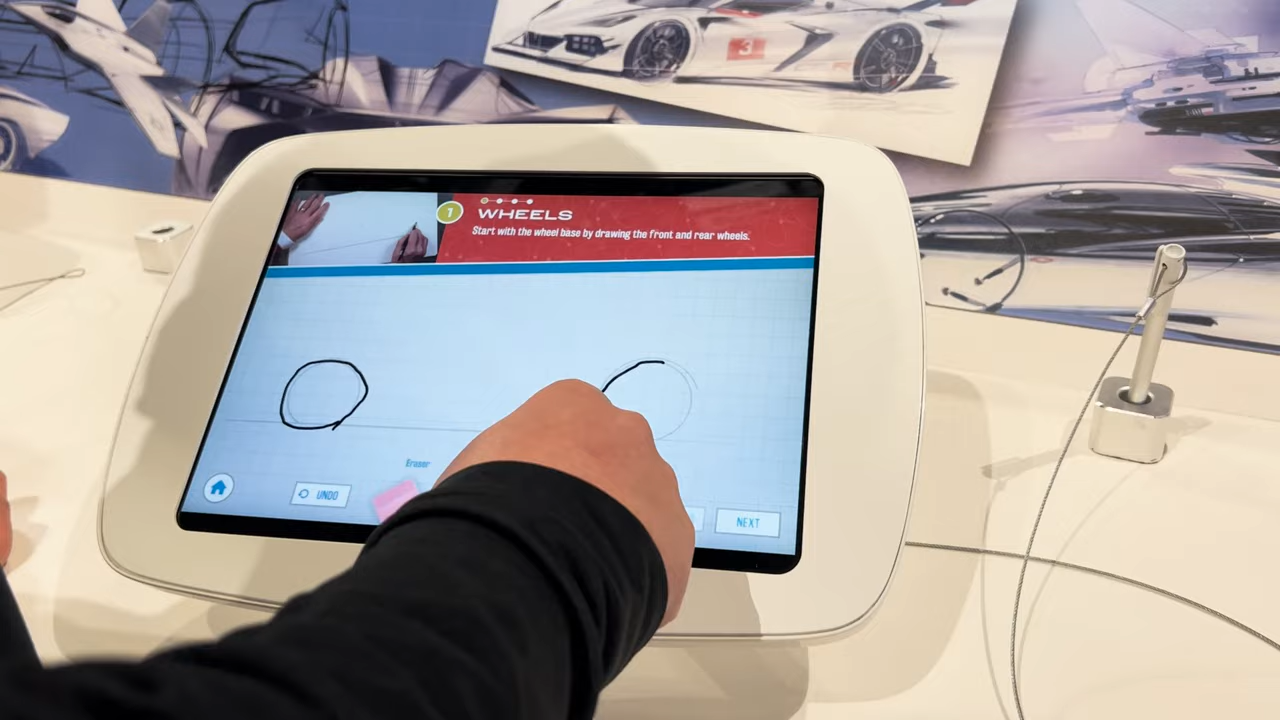 3
1
WHEELS
Start with the wheel base by drawing the front and rear wheels.
Eraser
UNDO
NEXT